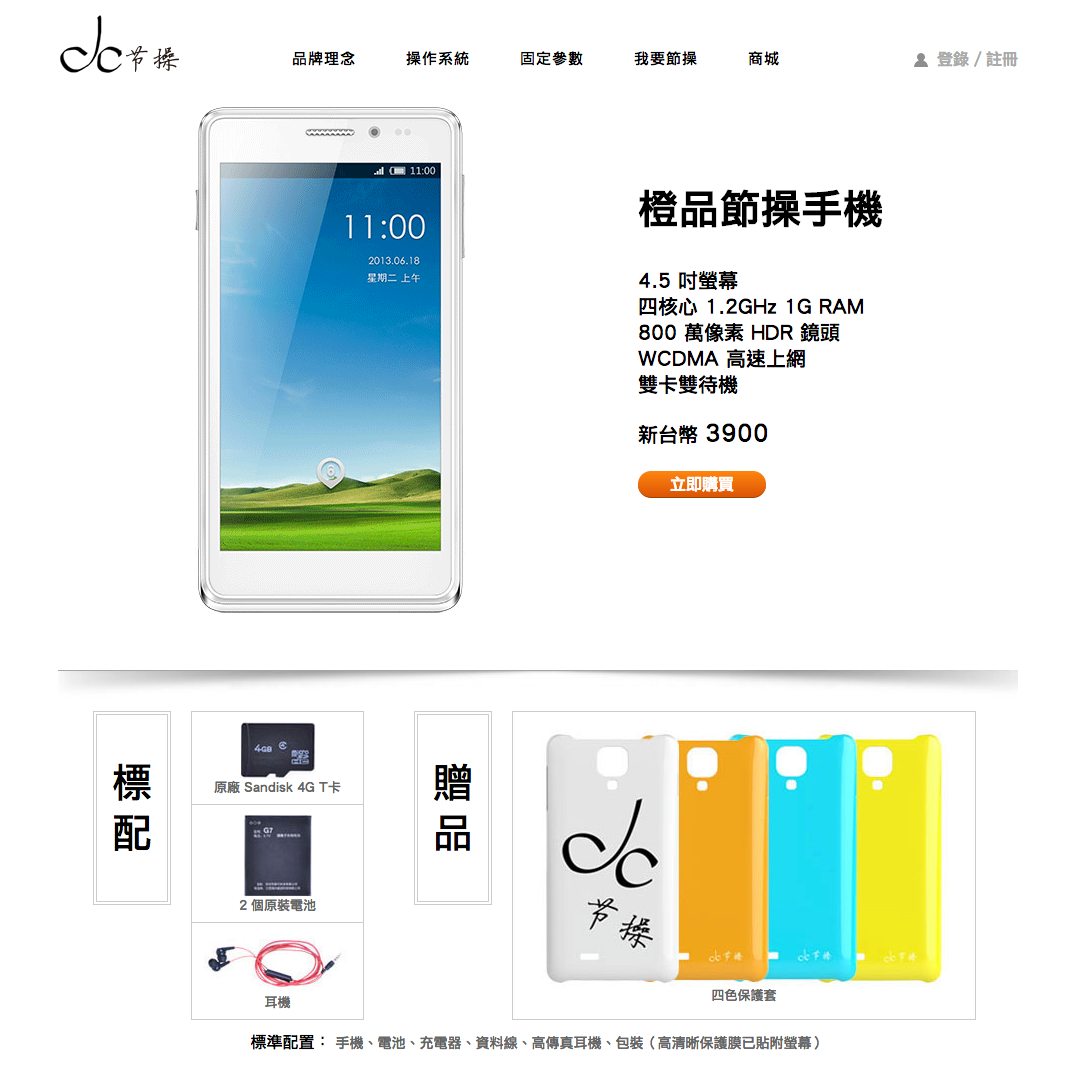 节操
品牌理念 操作系統 固定參數 我要節操 商城
登錄 / 註冊
11:00
11:00
2013.06.18
星期二 上午
橙品節操手機
4.5 吋螢幕
四核心 1.2GHz 1G RAM
800 萬像素 HDR 鏡頭
WCDMA 高速上網
雙卡雙待機
新台幣 3900
立即購買
標配
4GB
原廠 Sandisk 4G T卡
G7
2 個原裝電池
耳機
贈品
节操
节操
节操
节操
四色保護套
標準配置： 手機、電池、充電器、資料線、高傳真耳機、包裝（高清晰保護膜已貼附螢幕）